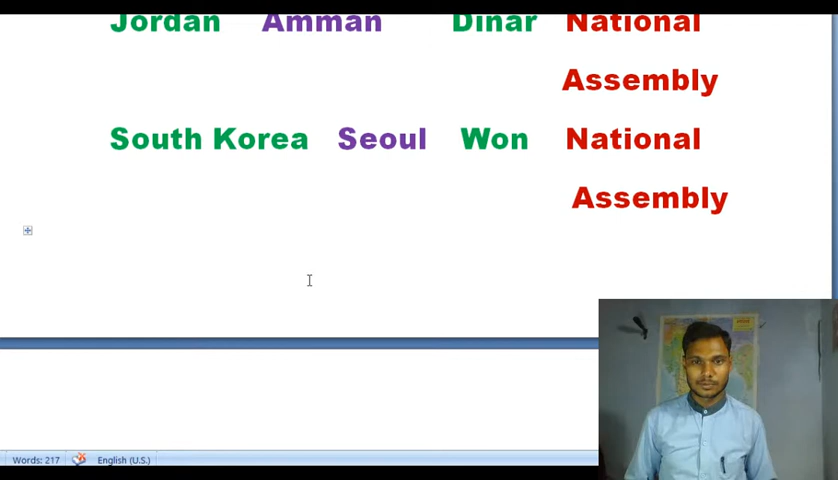 Jordan Amman Dinar National
Assembly
South Korea Seoul Won National
Assembly
Words: 217 English (U.S.)